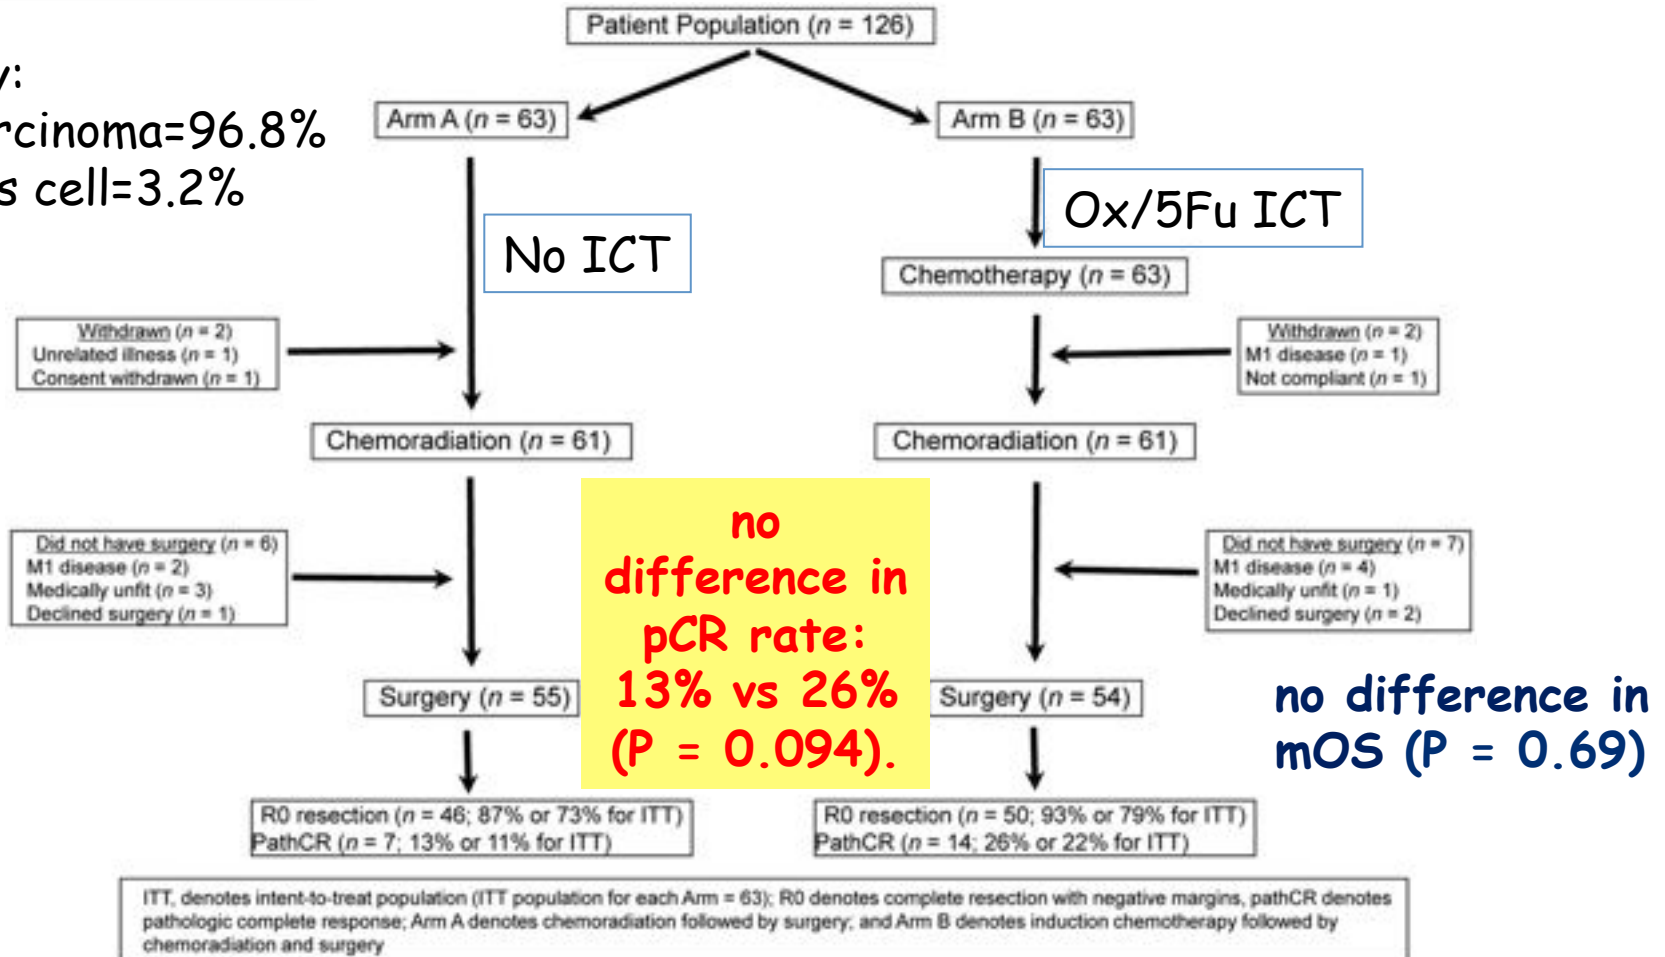 Patient Population (n = 126)
y:
rcinoma=96.8%
s cell=3.2%
Arm A (n = 63)
Arm B (n = 63)
No ICT
Ox/5Fu ICT
Chemotherapy (n = 63)
Withdrawn (n = 2)
Unrelated illness (n = 1)
Consent withdrawn (n = 1)
Withdrawn (n = 2)
M1 disease (n = 1)
Not compliant (n = 1)
Chemoradiation (n = 61)
Chemoradiation (n = 61)
Did not have surgery (n = 6)
M1 disease (n = 2)
Medically unfit (n = 3)
Declined surgery (n = 1)
no
difference in
pCR rate:
13% vs 26%
(P = 0.094).
Did not have surgery (n = 7)
M1 disease (n = 4)
Medically unfit (n = 1)
Declined surgery (n = 2)
Surgery (n = 55)
Surgery (n = 54)
no difference in
mOS (P = 0.69)
R0 resection (n = 46; 87% or 73% for ITT)
PathCR (n = 7; 13% or 11% for ITT)
R0 resection (n = 50; 93% or 79% for ITT)
PathCR (n = 14; 26% or 22% for ITT)
ITT, denotes intent-to-treat population (ITT population for each Arm = 63); R0 denotes complete resection with negative margins, pathCR denotes
pathologic complete response; Arm A denotes chemoradiation followed by surgery; and Arm B denotes induction chemotherapy followed by
chemoradiation and surgery